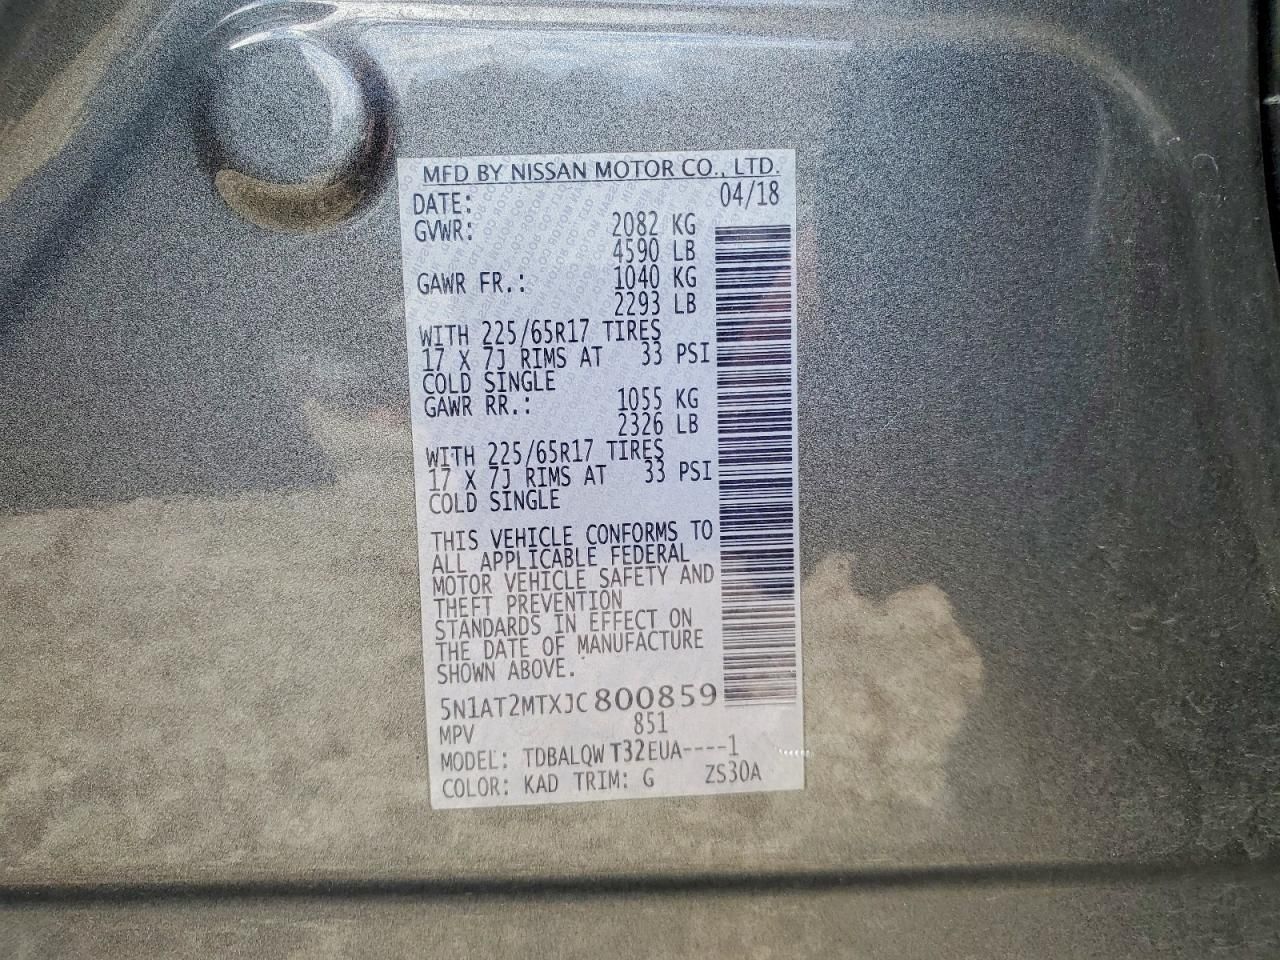 MFD BY NISSAN MOTOR CO., LTD.
DATE: 04/18
GVWR: 2082 KG
4590 LB
GAWR FR.: 1040 KG
2293 LB
WITH 225/65R17 TIRES
17 X 7J RIMS AT 33 PSI
COLD SINGLE
GAWR RR.: 1055 KG
2326 LB
WITH 225/65R17 TIRES
17 X 7J RIMS AT 33 PSI
COLD SINGLE
THIS VEHICLE CONFORMS TO
ALL APPLICABLE FEDERAL
MOTOR VEHICLE SAFETY AND
THEFT PREVENTION
STANDARDS IN EFFECT ON
THE DATE OF MANUFACTURE
SHOWN ABOVE.
5N1AT2MTXJC800859
MPV 851
MODEL: TDBALQW T32EUA----1
COLOR: KAD TRIM: G ZS30A